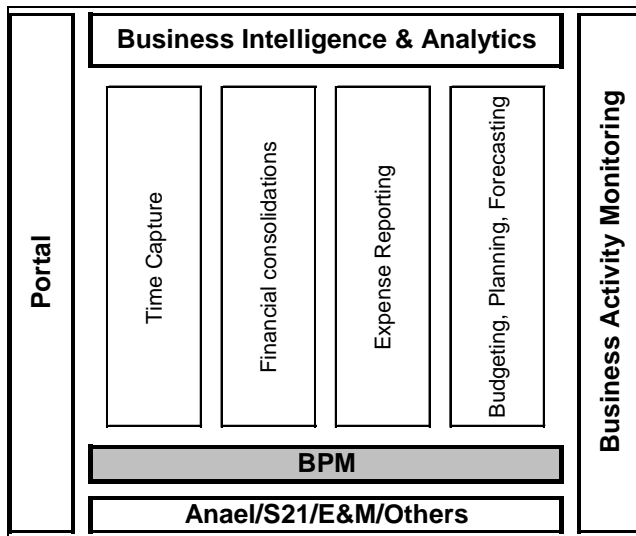 Portal
Business Intelligence & Analytics
Time Capture
Financial consolidations
Expense Reporting
Budgeting, Planning, Forecasting
Business Activity Monitoring
BPM
Anael/S21/E&M/Others